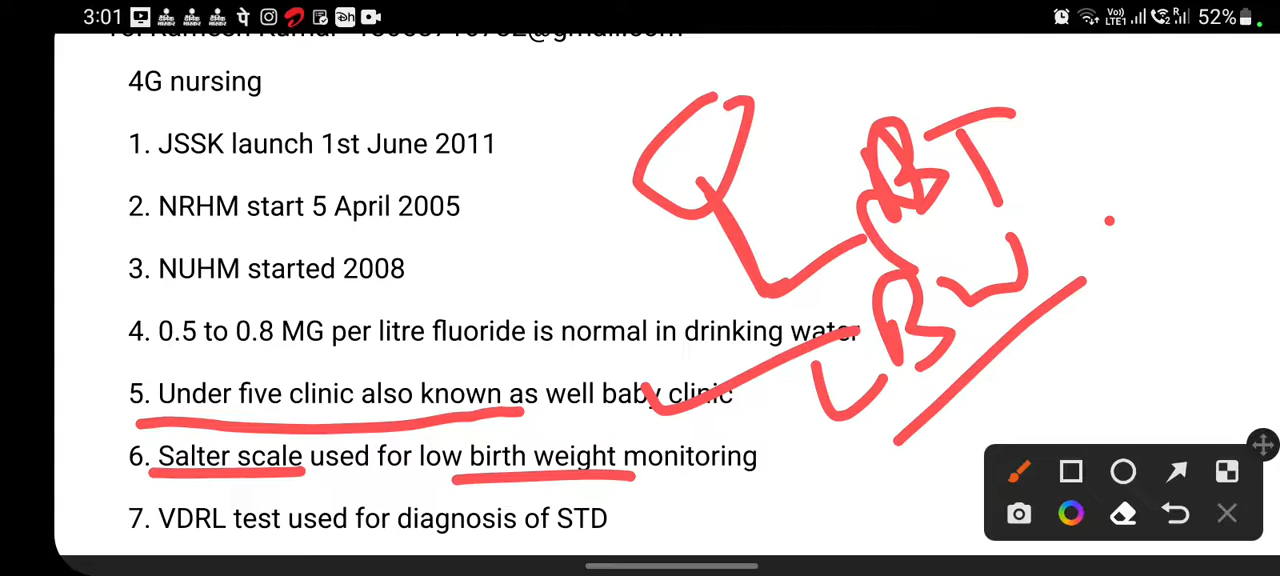 3:01 52%
4G nursing
1. JSSK launch 1st June 2011
2. NRHM start 5 April 2005
3. NUHM started 2008
4. 0.5 to 0.8 MG per litre fluoride is normal in drinking water
5. Under five clinic also known as well baby clinic
6. Salter scale used for low birth weight monitoring
7. VDRL test used for diagnosis of STD